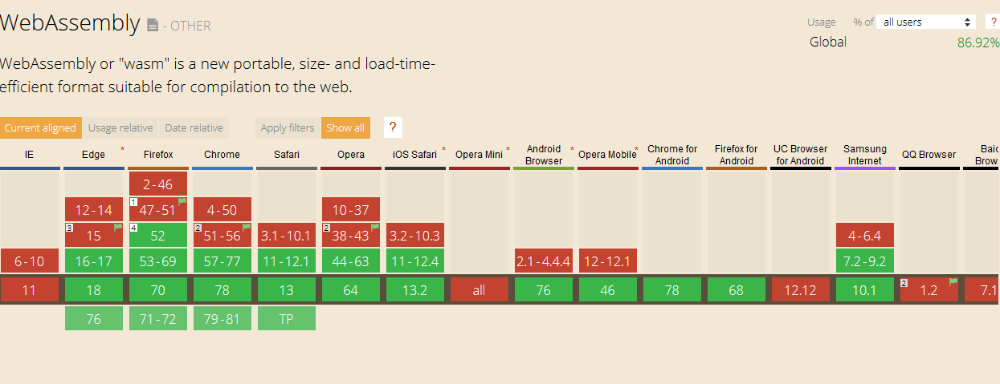 WebAssembly - OTHER
Usage % of all users ?
Global 86.92%
WebAssembly or "wasm" is a new portable, size- and load-time-
efficient format suitable for compilation to the web.
Current aligned Usage relative Date relative Apply filters Show all ?
IE Edge * Firefox Chrome Safari Opera iOS Safari * Opera Mini * Android Browser * Opera Mobile * Chrome for Android Firefox for Android UC Browser for Android Samsung Internet QQ Browser Baid Brow
2-46
12-14 1 47-51 4-50 10-37
3 15 4 52 2 51-56 3.1-10.1 2 38-43 3.2-10.3 4-6.4
6-10 16-17 53-69 57-77 11-12.1 44-63 11-12.4 2.1-4.4.4 12-12.1 7.2-9.2
11 18 70 78 13 64 13.2 all 76 46 78 68 12.12 10.1 2 1.2 7.1
76 71-72 79-81 TP